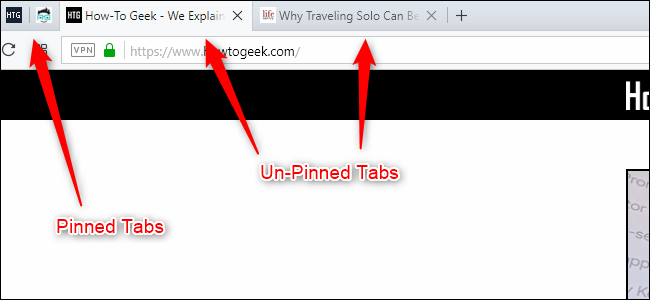 HTG HTG How-To Geek - We Explain life Why Traveling Solo Can Be
VPN https://www.howtogeek.com/
Ho
Un-Pinned Tabs
Pinned Tabs